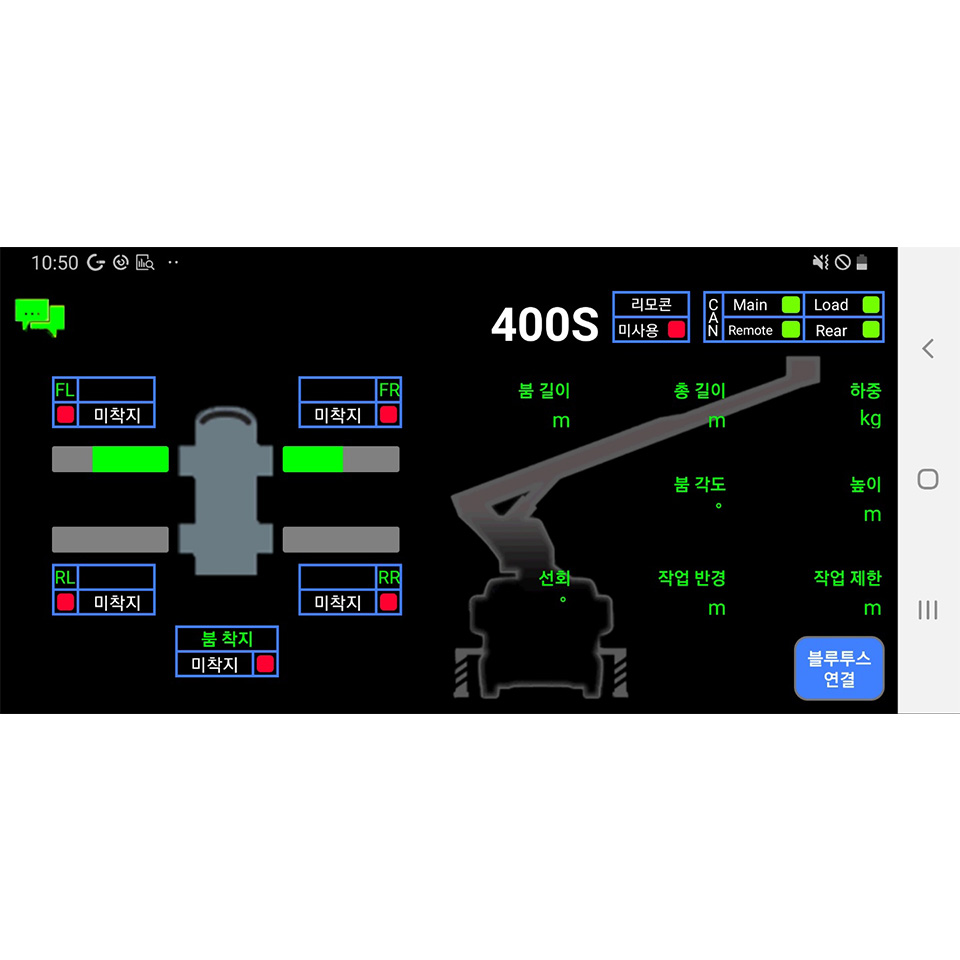 10:50
400S
리모콘
미사용
CAN
Main
Load
Remote
Rear
FL
미착지
FR
미착지
붐 길이
m
총 길이
m
하중
kg
붐 각도
°
높이
m
RL
미착지
RR
미착지
선회
°
작업 반경
m
작업 제한
m
붐 착지
미착지
블루투스
연결